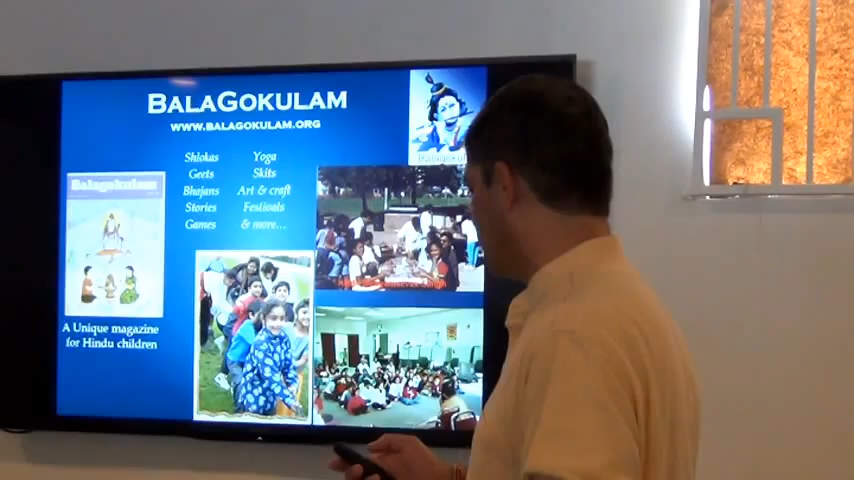 BALAGOKULAM
WWW.BALAGOKULAM.ORG
Shlokas Yoga
Geets Skits
Bhajans Art & craft
Stories Festivals
Games & more...
Balagokulam
A Unique magazine
for Hindu children